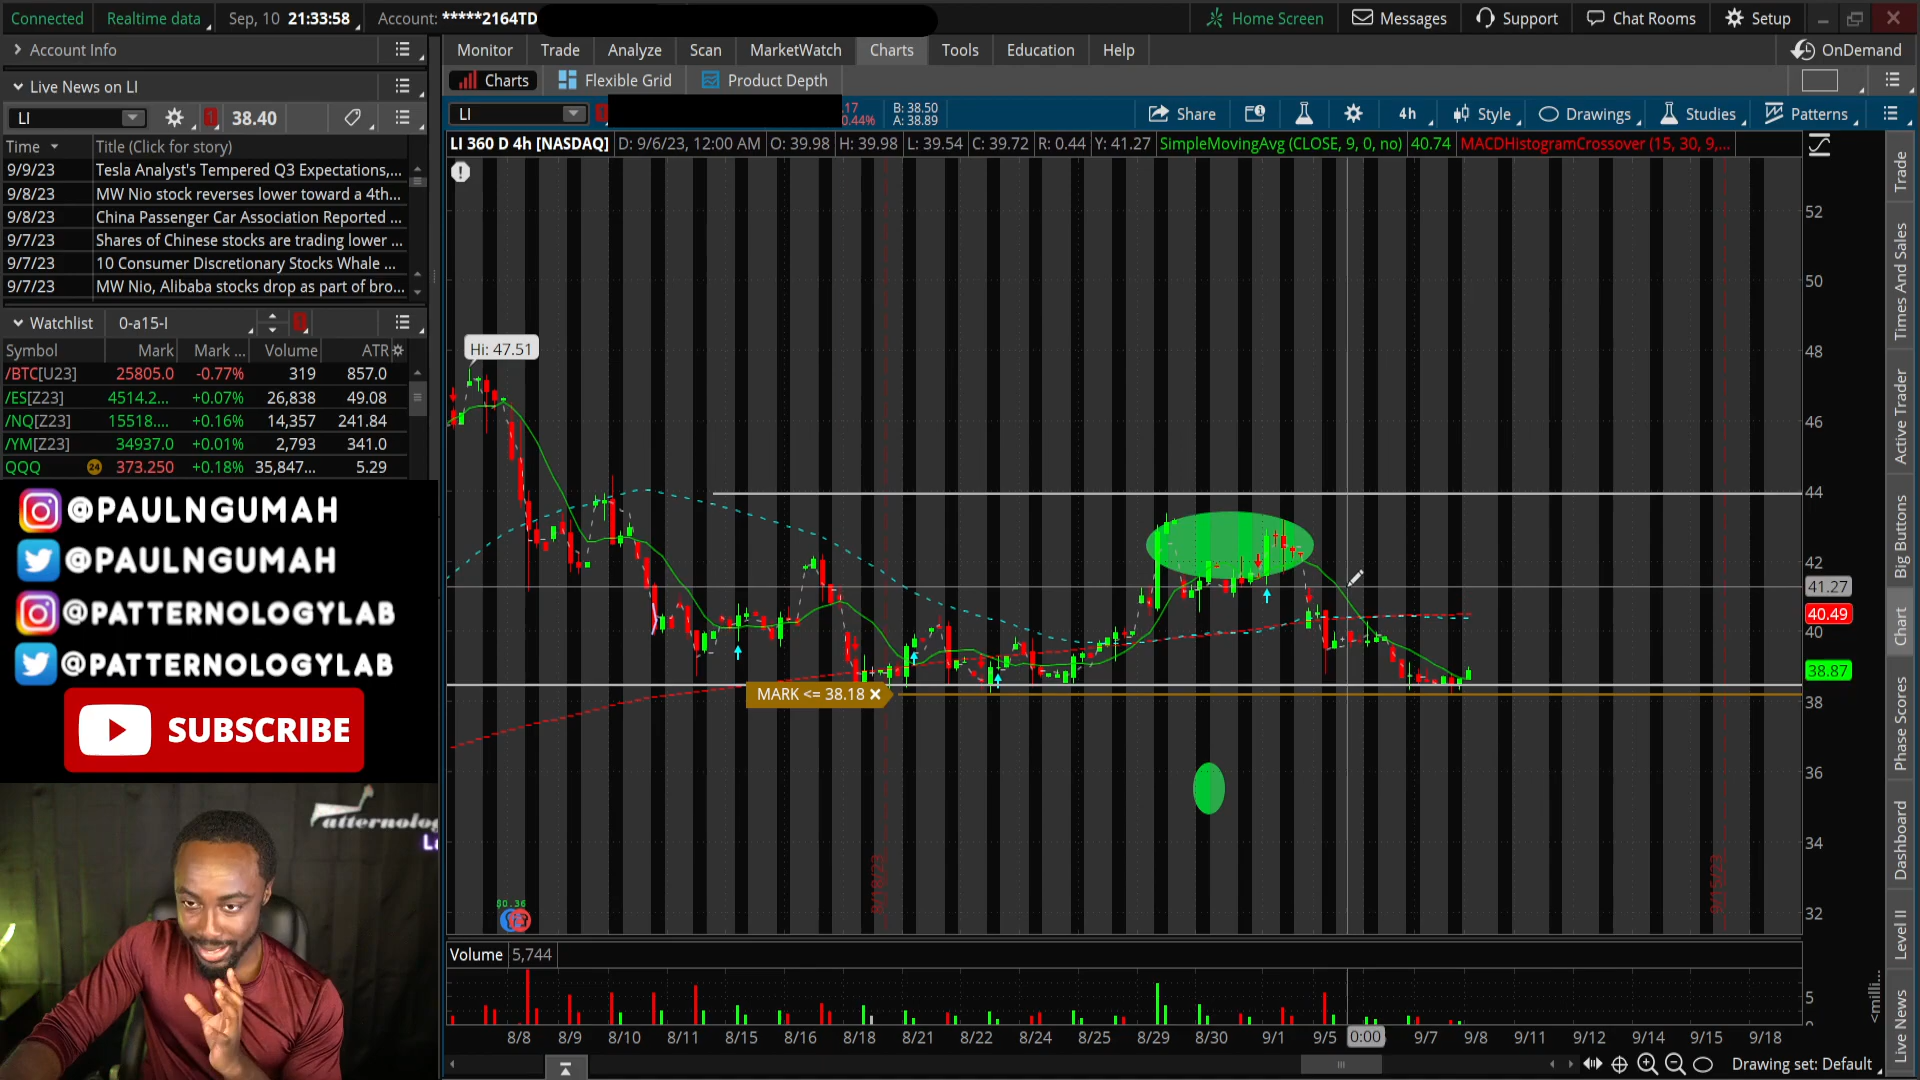 Connected Realtime data Sep, 10 21:33:58 Account: *****2164TD Home Screen Messages Support Chat Rooms Setup
Account Info
Monitor Trade Analyze Scan MarketWatch Charts Tools Education Help OnDemand
Live News on LI
Charts Flexible Grid Product Depth
LI 38.40
LI .17 0.44% B: 38.50 A: 38.89 Share 4h Style Drawings Studies Patterns
Time Title (Click for story)
9/9/23 Tesla Analyst's Tempered Q3 Expectations,...
9/8/23 MW Nio stock reverses lower toward a 4th...
9/8/23 China Passenger Car Association Reported ...
9/7/23 Shares of Chinese stocks are trading lower ...
9/7/23 10 Consumer Discretionary Stocks Whale ...
9/7/23 MW Nio, Alibaba stocks drop as part of bro...
Watchlist 0-a15-I
Symbol Mark Mark ... Volume ATR
/BTC[U23] 25805.0 -0.77% 319 857.0
/ES[Z23] 4514.2... +0.07% 26,838 49.08
/NQ[Z23] 15518.... +0.16% 14,357 241.84
/YM[Z23] 34937.0 +0.01% 2,793 341.0
QQQ 24 373.250 +0.18% 35,847... 5.29
@PAULNGUMAH
@PAULNGUMAH
@PATTERNOLOGYLAB
@PATTERNOLOGYLAB
SUBSCRIBE
LI 360 D 4h [NASDAQ] D: 9/6/23, 12:00 AM O: 39.98 H: 39.98 L: 39.54 C: 39.72 R: 0.44 Y: 41.27 SimpleMovingAvg (CLOSE, 9, 0, no) 40.74 MACDHistogramCrossover (15, 30, 9,...
Hi: 47.51
MARK <= 38.18
52
50
48
46
44
42
41.27
40.49
40
38.87
38
36
34
32
$0.36
8/18/23
9/15/23
Volume 5,744
5
<milli...
8/8 8/9 8/10 8/11 8/15 8/16 8/18 8/21 8/22 8/24 8/25 8/29 8/30 9/1 9/5 0:00 9/7 9/8 9/11 9/12 9/13 9/15 9/18
Drawing set: Default
Trade
Times And Sales
Active Trader
Big Buttons
Chart
Phase Scores
Dashboard
Level II
Live News